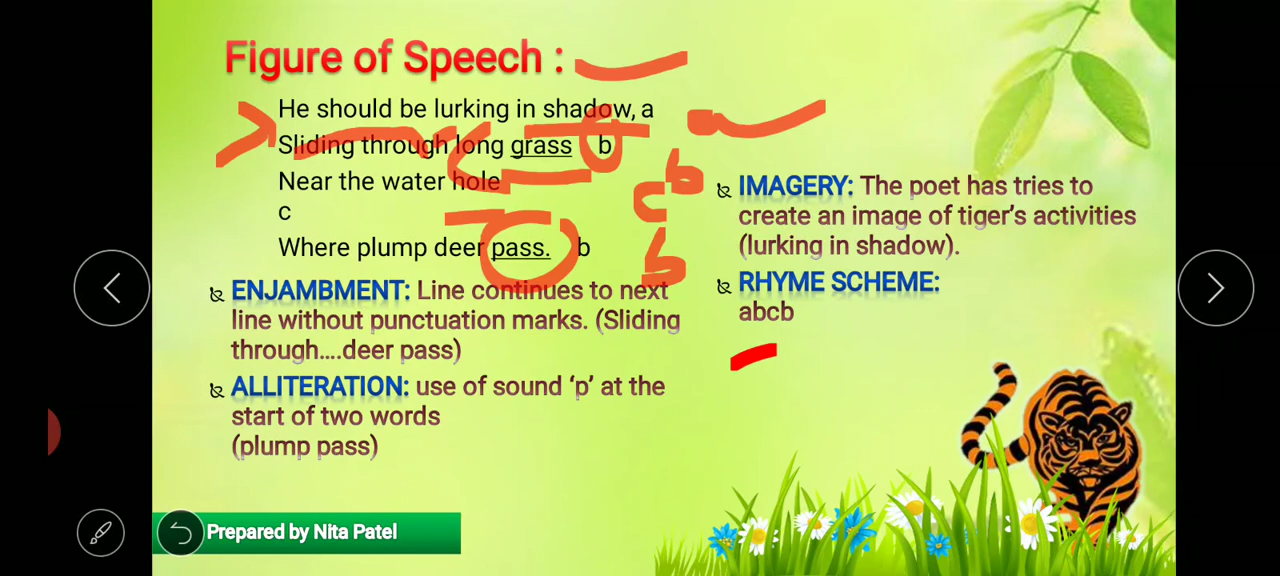 Figure of Speech :
He should be lurking in shadow, a
Sliding through long grass b
Near the water hole
c
Where plump deer pass. b
ENJAMBMENT: Line continues to next
line without punctuation marks. (Sliding
through....deer pass)
ALLITERATION: use of sound ‘p’ at the
start of two words
(plump pass)
a
b
c
b
IMAGERY: The poet has tries to
create an image of tiger’s activities
(lurking in shadow).
RHYME SCHEME:
abcb
Prepared by Nita Patel